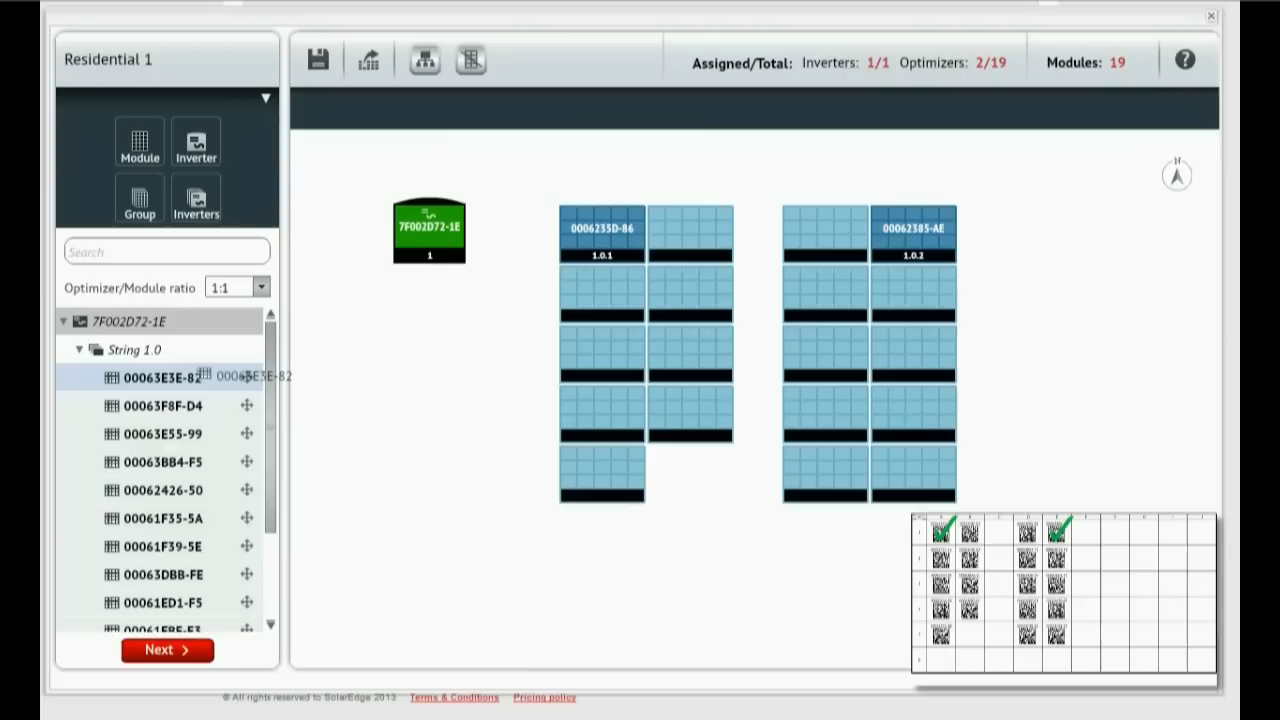 Residential 1
Assigned/Total: Inverters: 1/1 Optimizers: 2/19 Modules: 19
?
Module
Inverter
Group
Inverters
Search
Optimizer/Module ratio 1:1
7F002D72-1E
String 1.0
00063E3E-82
00063E3E-82
00063F8F-D4
00063E55-99
00063BB4-F5
00062426-50
00061F35-5A
00061F39-5E
00063DBB-FE
00061ED1-F5
Next >
N
7F002D72-1E
1
0006235D-86
1.0.1
00062385-AE
1.0.2
© All rights reserved to SolarEdge 2013 Terms & Conditions Pricing policy